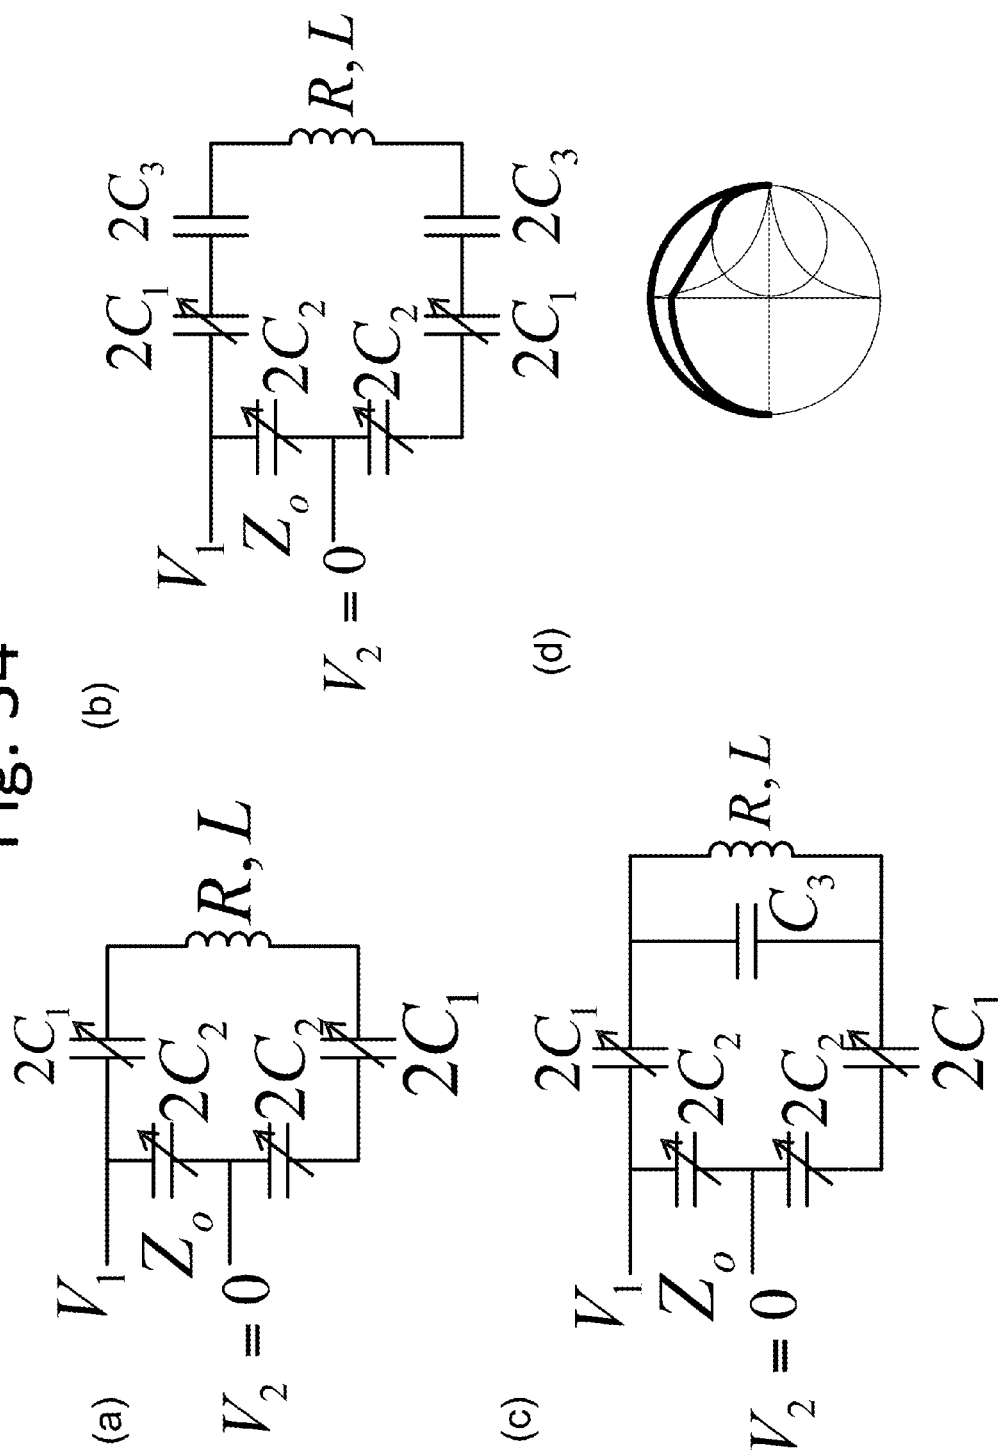 Fig. 54
(a)
V₁
Zₒ
V₂ = 0
2C₁
2C₂
2C₂
2C₁
R, L
(b)
V₁
Zₒ
V₂ = 0
2C₁
2C₃
2C₂
2C₂
2C₁
2C₃
R, L
(c)
V₁
Zₒ
V₂ = 0
2C₁
2C₂
2C₂
2C₁
C₃
R, L
(d)